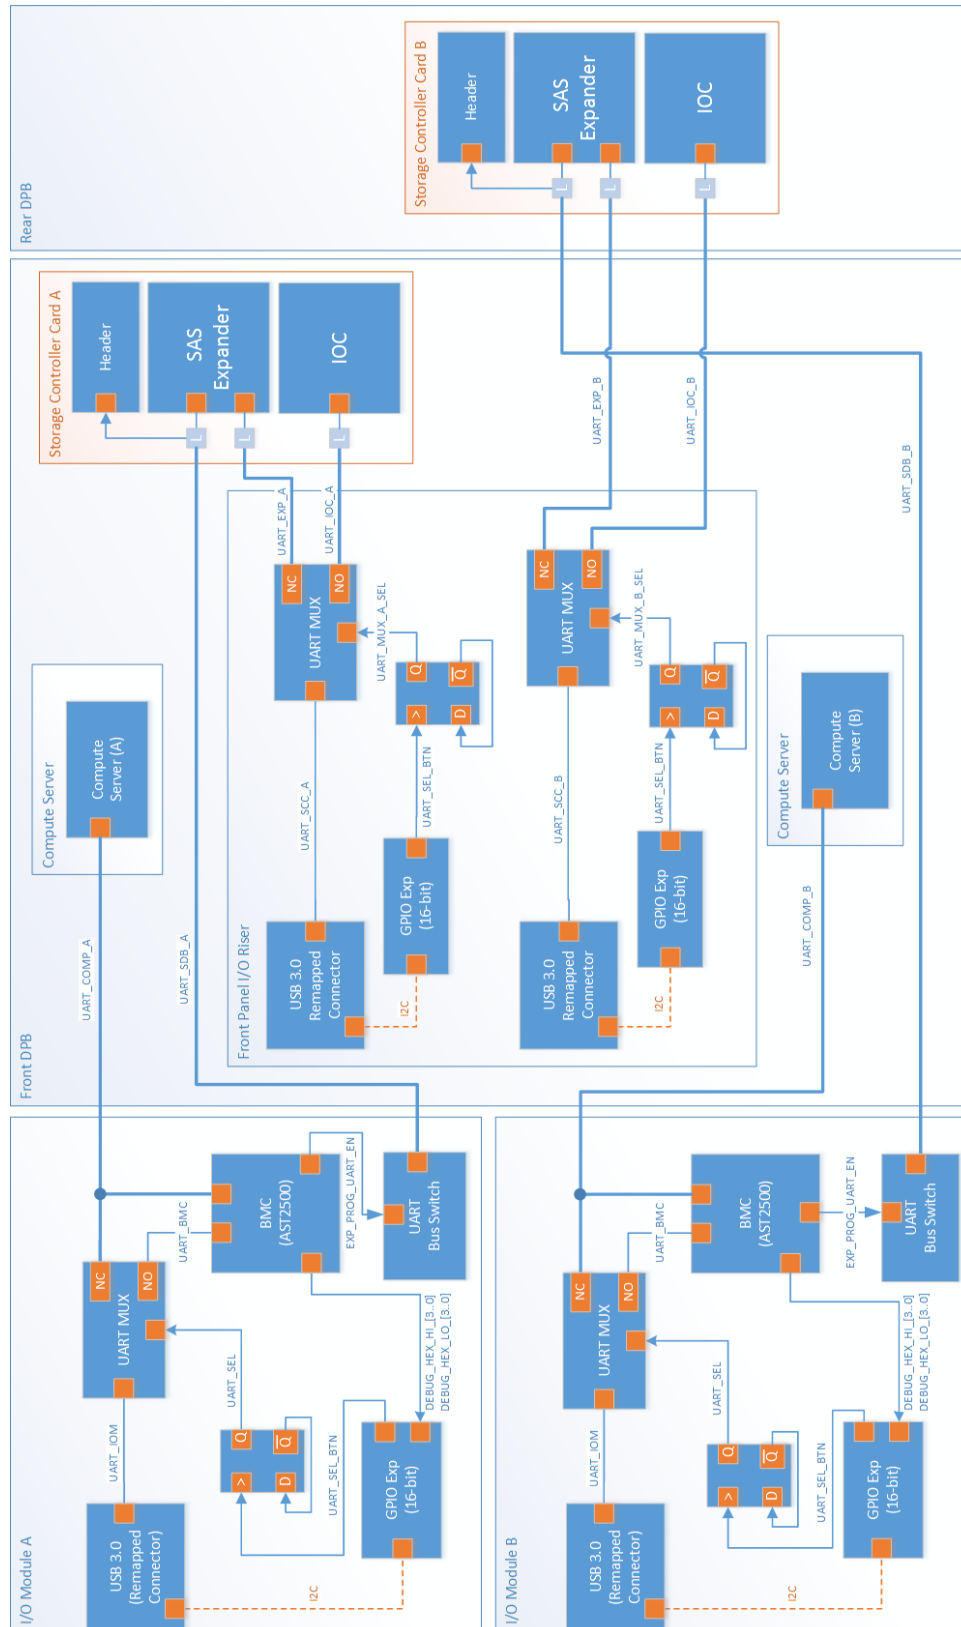 Rear DPB
Storage Controller Card B
Header
SAS
Expander
IOC
L
L
L
Front DPB
Storage Controller Card A
Header
SAS
Expander
IOC
L
L
L
UART_EXP_A
UART_IOC_A
UART_EXP_B
UART_IOC_B
UART_SDB_B
Compute Server
Compute
Server (A)
UART_COMP_A
UART_SDB_A
Front Panel I/O Riser
NC
NO
UART MUX
UART_MUX_A_SEL
Q
Q
>
D
UART_SCC_A
UART_SEL_BTN
USB 3.0
Remapped
Connector
GPIO Exp
(16-bit)
I2C
NC
NO
UART MUX
UART_MUX_B_SEL
Q
Q
>
D
UART_SCC_B
UART_SEL_BTN
USB 3.0
Remapped
Connector
GPIO Exp
(16-bit)
I2C
Compute Server
Compute
Server (B)
UART_COMP_B
I/O Module A
NC
NO
UART MUX
UART_BMC
BMC
(AST2500)
EXP_PROG_UART_EN
UART
Bus Switch
UART_IOM
UART_SEL
Q
Q
>
D
UART_SEL_BTN
DEBUG_HEX_HI_[3..0]
DEBUG_HEX_LO_[3..0]
USB 3.0
(Remapped
Connector)
GPIO Exp
(16-bit)
I2C
I/O Module B
NC
NO
UART MUX
UART_BMC
BMC
(AST2500)
EXP_PROG_UART_EN
UART
Bus Switch
UART_IOM
UART_SEL
Q
Q
>
D
UART_SEL_BTN
DEBUG_HEX_HI_[3..0]
DEBUG_HEX_LO_[3..0]
USB 3.0
(Remapped
Connector)
GPIO Exp
(16-bit)
I2C